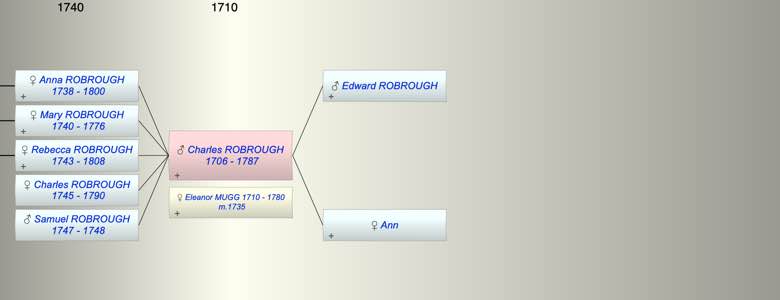 1740
1710
♀ Anna ROBROUGH
1738 - 1800
+
♀ Mary ROBROUGH
1740 - 1776
+
♀ Rebecca ROBROUGH
1743 - 1808
+
♀ Charles ROBROUGH
1745 - 1790
♂ Samuel ROBROUGH
1747 - 1748
♂ Charles ROBROUGH
1706 - 1787
+
♀ Eleanor MUGG 1710 - 1780
m.1735
+
♂ Edward ROBROUGH
+
♀ Ann
+